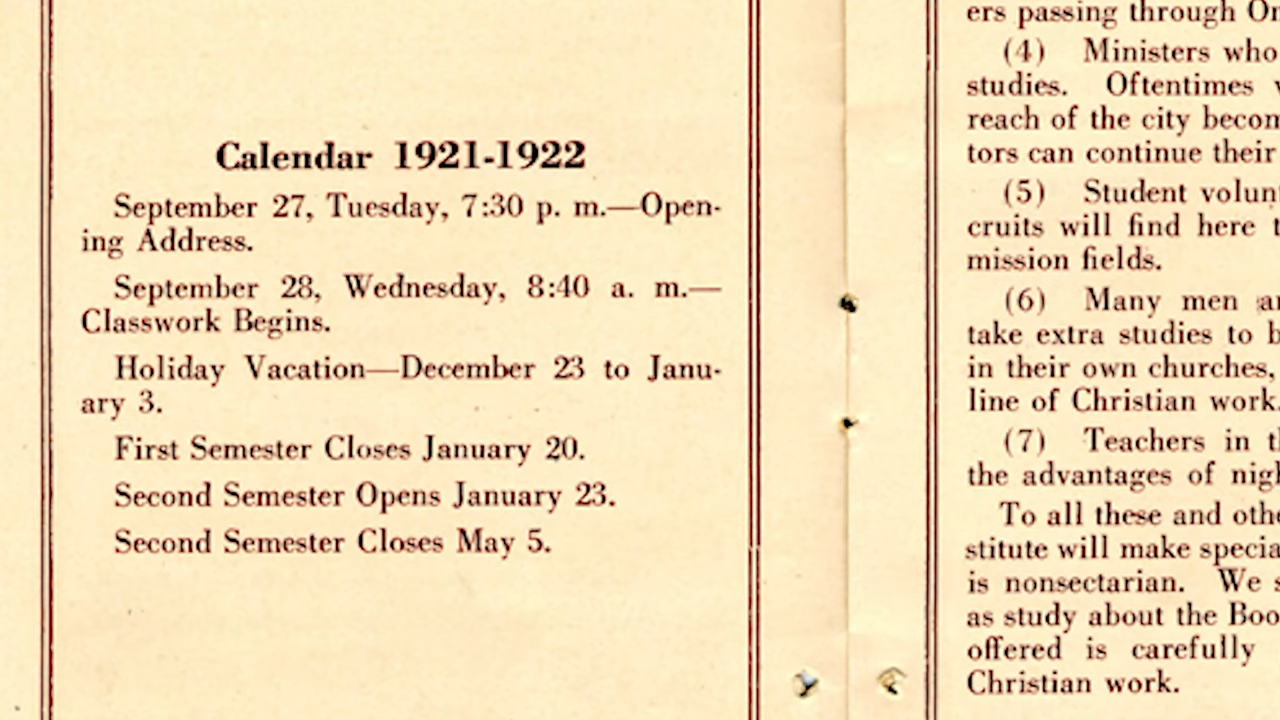 Calendar 1921-1922
September 27, Tuesday, 7:30 p. m.—Open-
ing Address.
September 28, Wednesday, 8:40 a. m.—
Classwork Begins.
Holiday Vacation—December 23 to Janu-
ary 3.
First Semester Closes January 20.
Second Semester Opens January 23.
Second Semester Closes May 5.
ers passing through
(4) Ministers who
studies. Oftentimes
reach of the city
tors can continue their
(5) Student
cruits will find here
mission fields.
(6) Many men
take extra studies to
in their own churches,
line of Christian work.
(7) Teachers in
the advantages of
To all these and
stitute will make
is nonsectarian. We
as study about the
offered is carefully
Christian work.